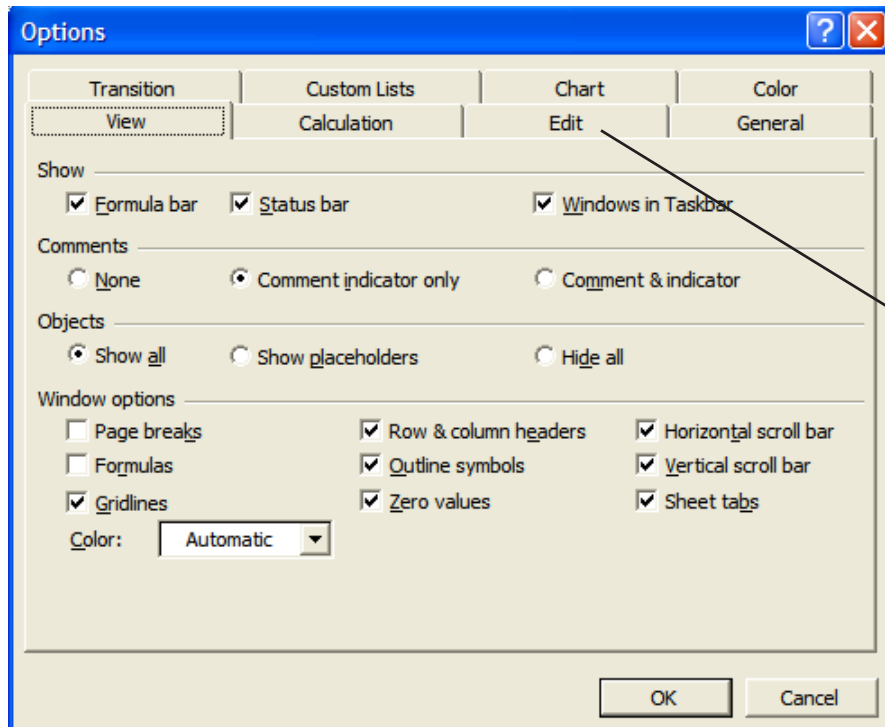 Options
Transition Custom Lists Chart Color
View Calculation Edit General
Show
Formula bar Status bar Windows in Taskbar
Comments
None Comment indicator only Comment & indicator
Objects
Show all Show placeholders Hide all
Window options
Page breaks Row & column headers Horizontal scroll bar
Formulas Outline symbols Vertical scroll bar
Gridlines Zero values Sheet tabs
Color: Automatic
OK Cancel